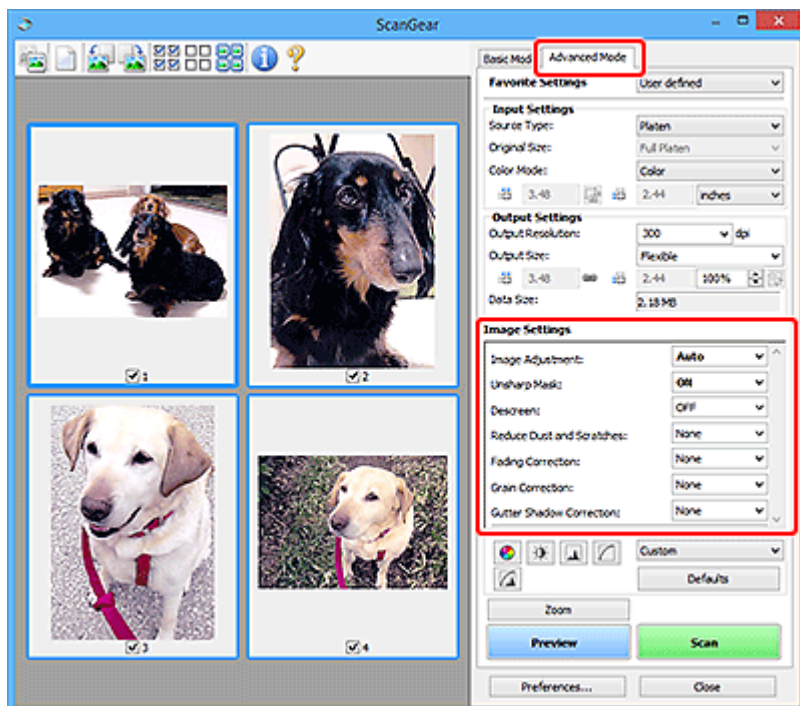 ScanGear
Basic Mod Advanced Mode
Favorite Settings User defined
Input Settings
Source Type: Platen
Original Size: Full Platen
Color Mode: Color
3.48 2.44 inches
Output Settings
Output Resolution: 300 dpi
Output Size: Flexible
3.48 2.44 100%
Data Size: 2.18 MB
Image Settings
Image Adjustment: Auto
Unsharp Mask: ON
Descreen: OFF
Reduce Dust and Scratches: None
Fading Correction: None
Grain Correction: None
Gutter Shadow Correction: None
Custom
Defaults
Zoom
Preview Scan
Preferences... Close
1
2
3
4